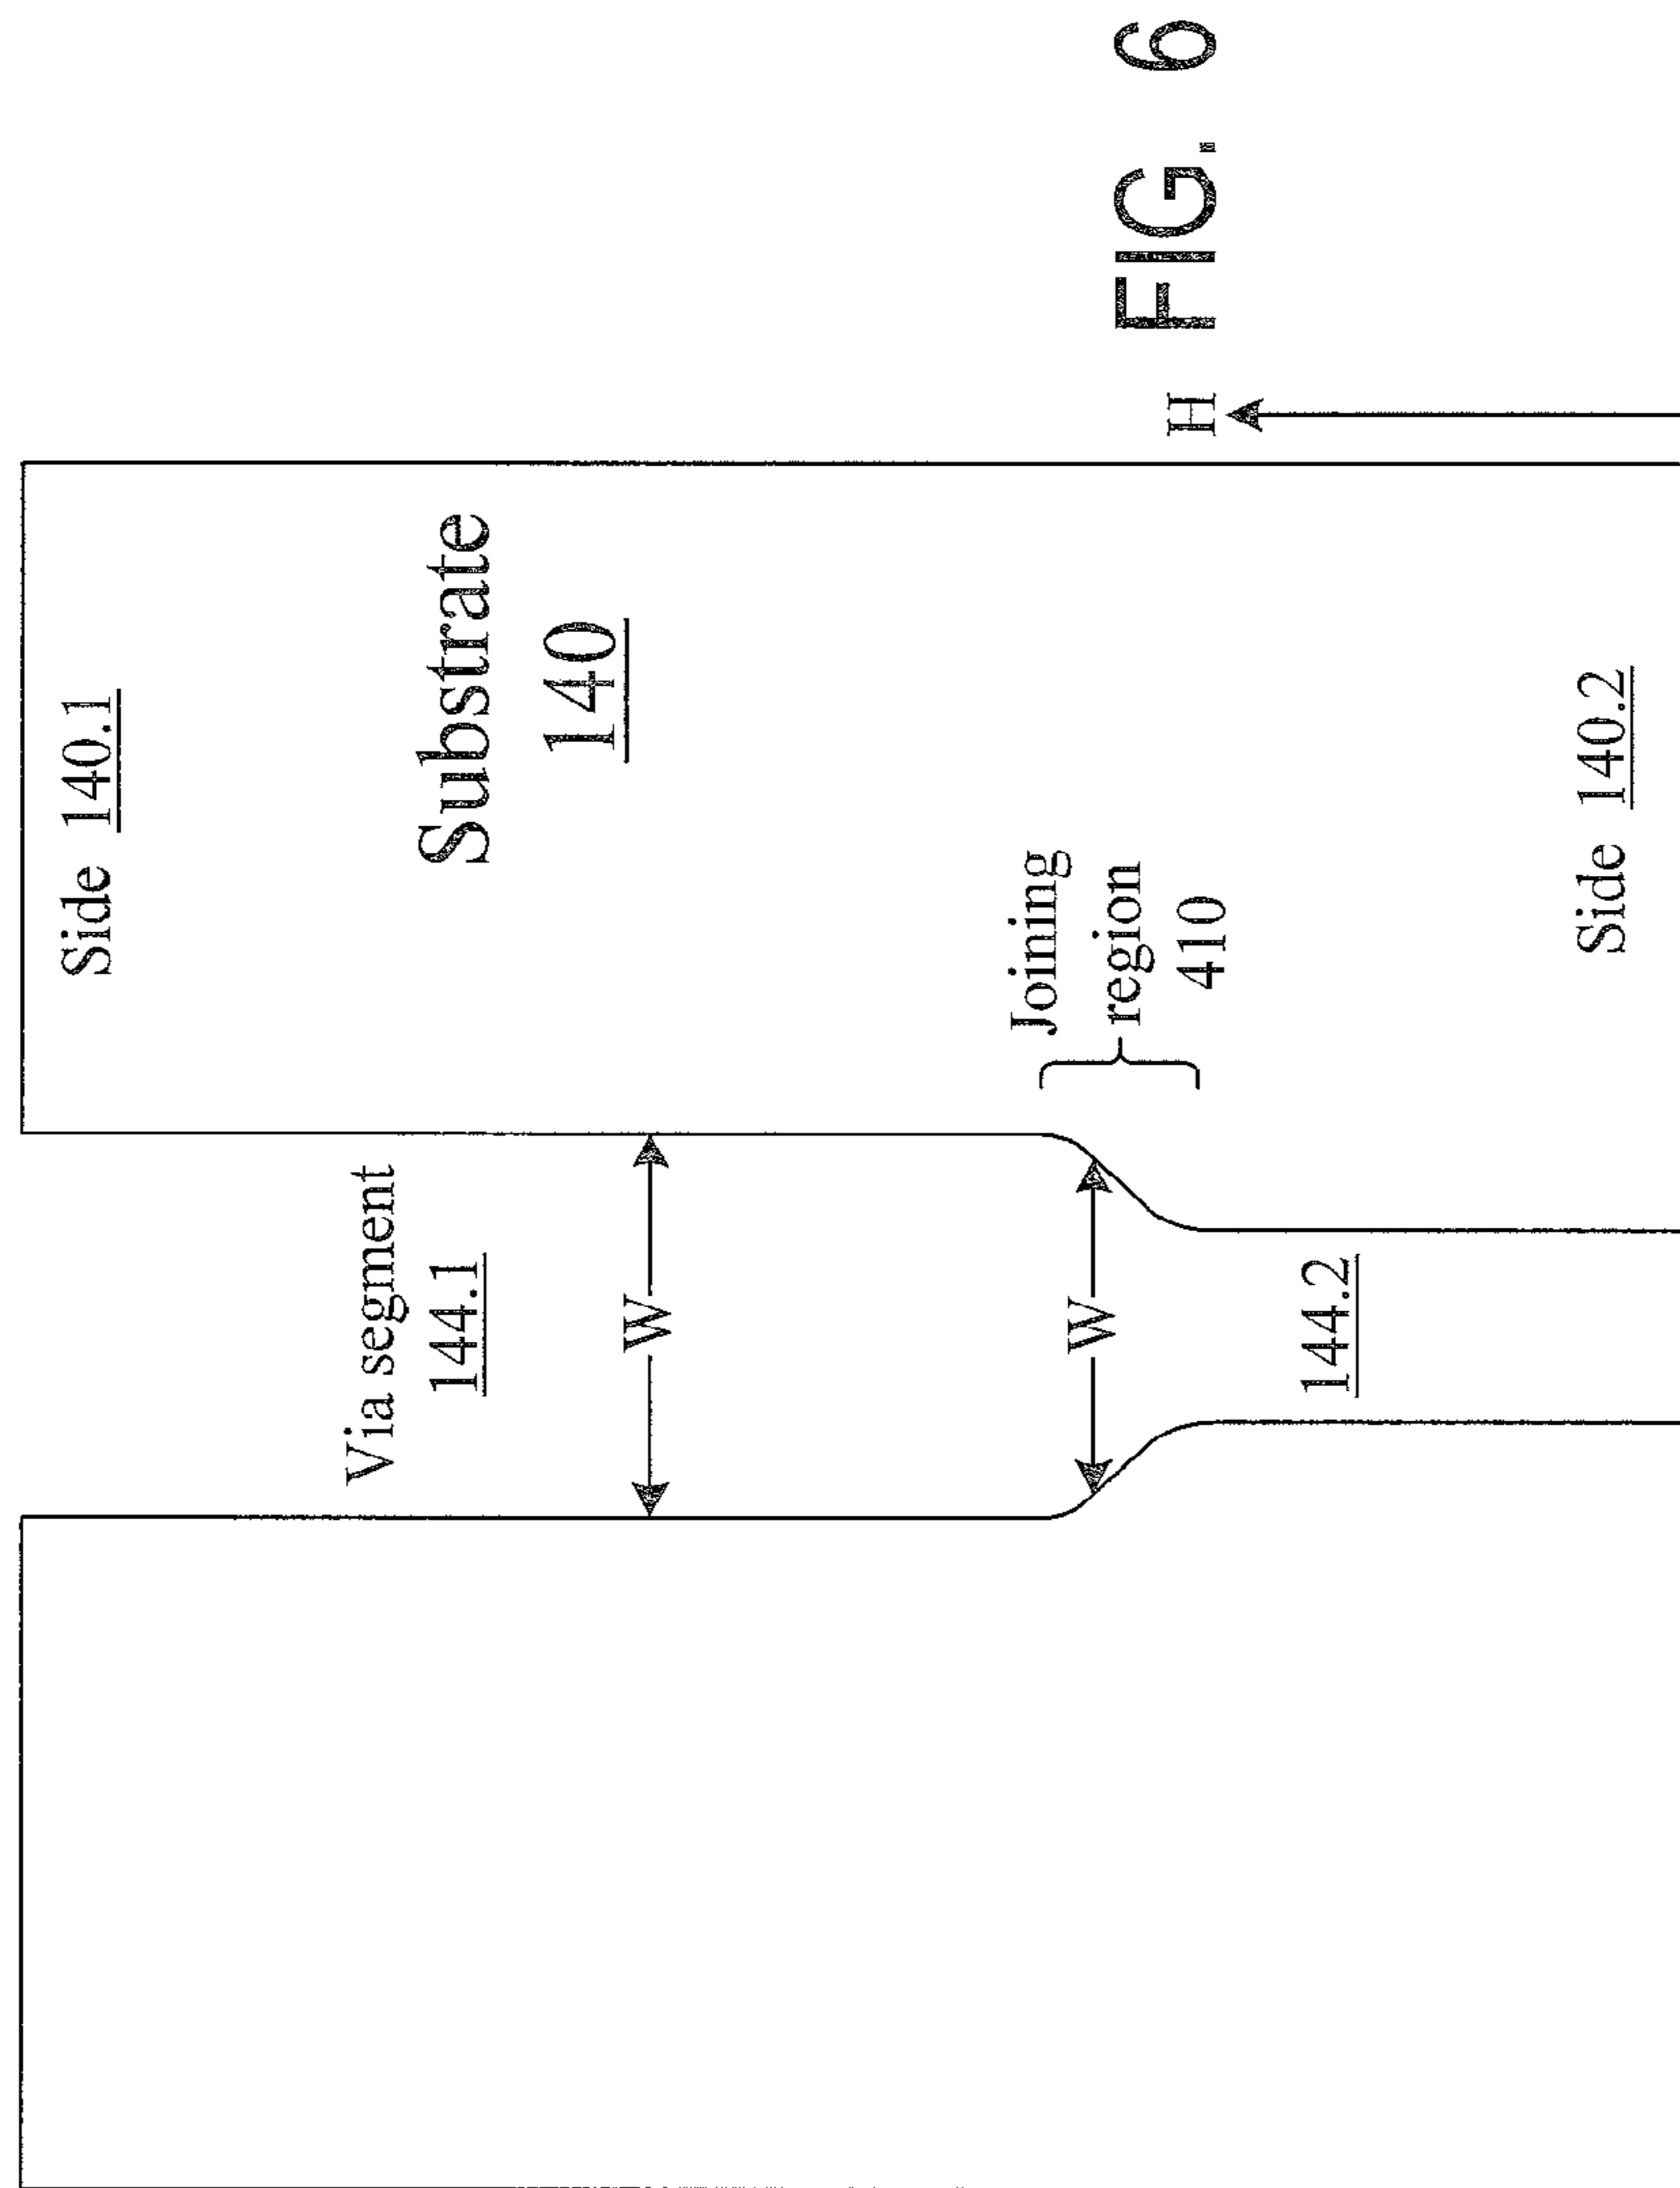 Side 140.1
Via segment
144.1
Substrate
140
W
Joining
region
410
W
H
144.2
Side 140.2
FIG. 6